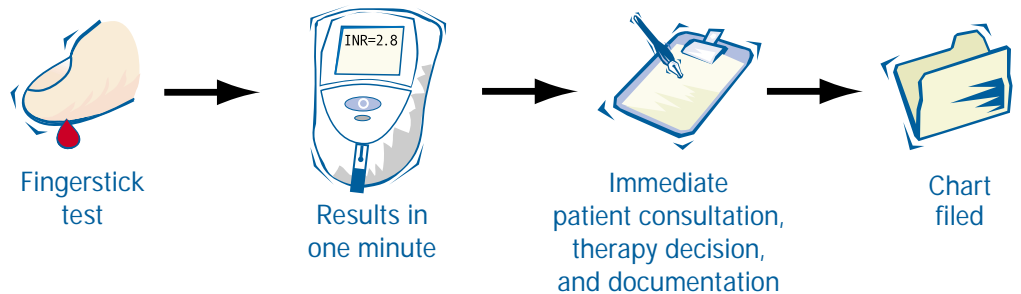 INR=2.8
Fingerstick
test
Results in
one minute
Immediate
patient consultation,
therapy decision,
and documentation
Chart
filed